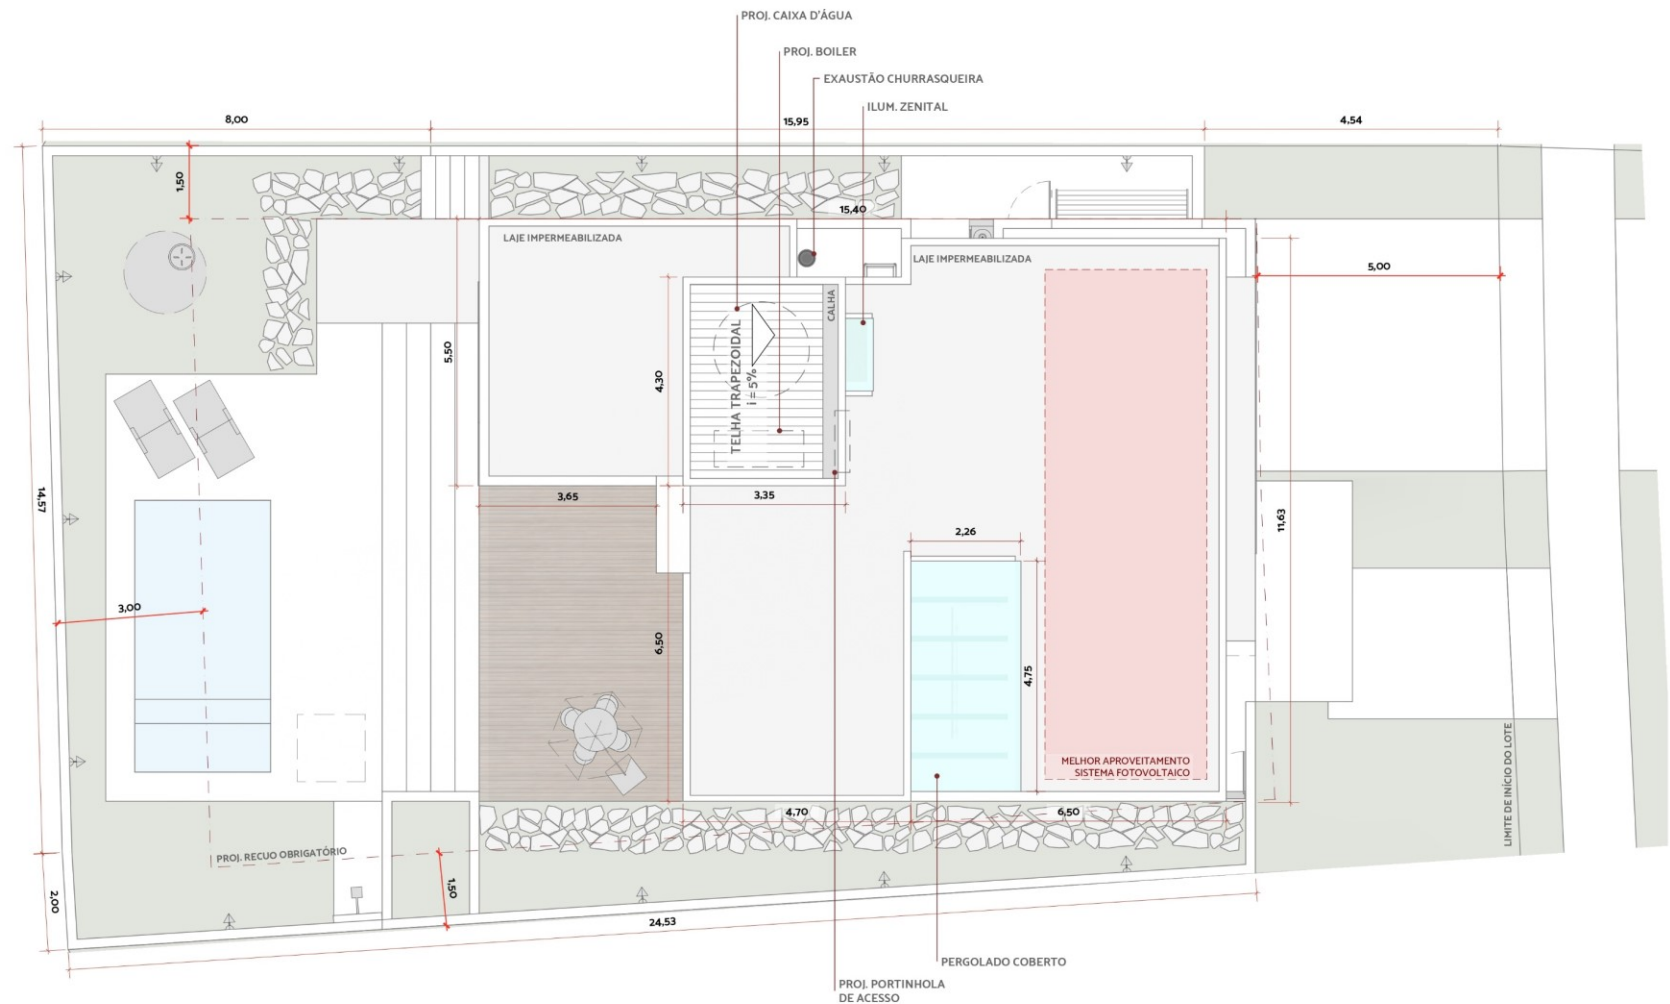 PROJ. CAIXA D'ÁGUA
PROJ. BOILER
EXAUSTÃO CHURRASQUEIRA
ILUM. ZENITAL
8,00
15,95
4,54
1,50
15,40
LAJE IMPERMEABILIZADA
LAJE IMPERMEABILIZADA
5,00
CALHA
TELHA TRAPEZOIDAL
i = 5%
5,50
4,30
14,57
3,65
3,35
2,26
11,63
3,00
6,50
4,75
MELHOR APROVEITAMENTO
SISTEMA FOTOVOLTAICO
LIMITE DE INÍCIO DO LOTE
4,70
6,50
PROJ. RECUO OBRIGATÓRIO
1,50
2,00
24,53
PERGOLADO COBERTO
PROJ. PORTINHOLA
DE ACESSO